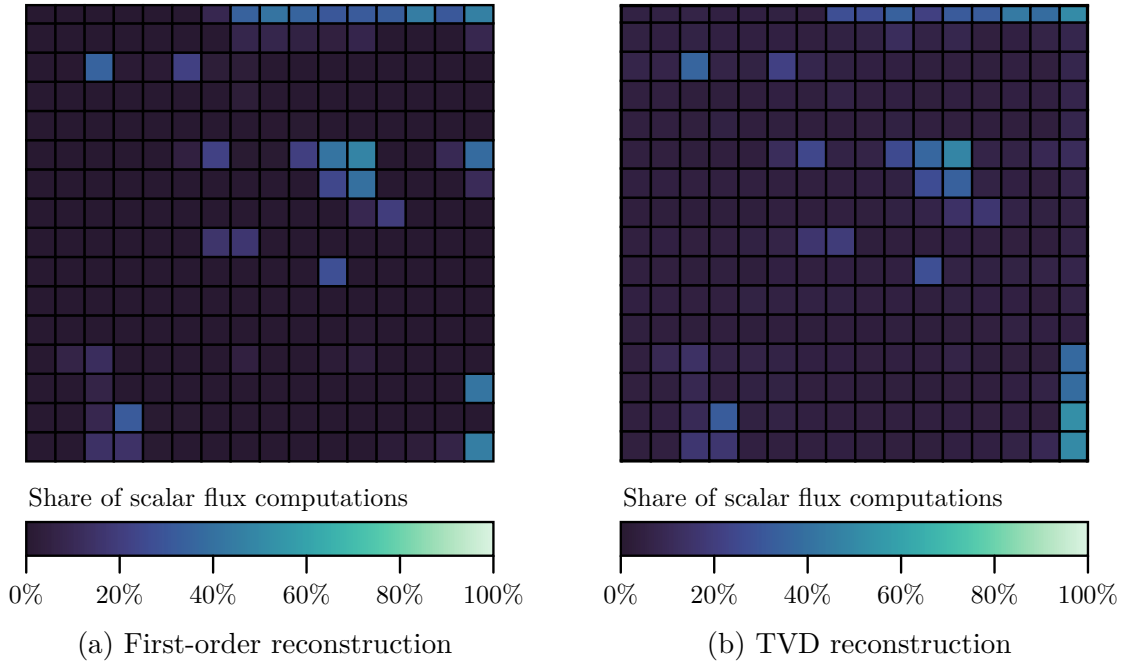 Share of scalar flux computations
0% 20% 40% 60% 80% 100%
(a) First-order reconstruction
Share of scalar flux computations
0% 20% 40% 60% 80% 100%
(b) TVD reconstruction